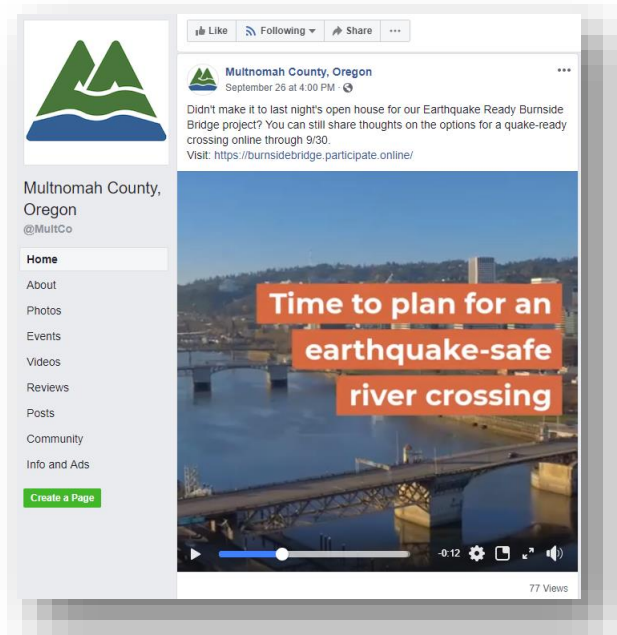 Like Following Share ...
Multnomah County, Oregon
September 26 at 4:00 PM ·
Didn't make it to last night's open house for our Earthquake Ready Burnside
Bridge project? You can still share thoughts on the options for a quake-ready
crossing online through 9/30.
Visit: https://burnsidebridge.participate.online/
Multnomah County,
Oregon
@MultCo
Home
About
Photos
Events
Videos
Reviews
Posts
Community
Info and Ads
Create a Page
Time to plan for an
earthquake-safe
river crossing
-0:12
77 Views